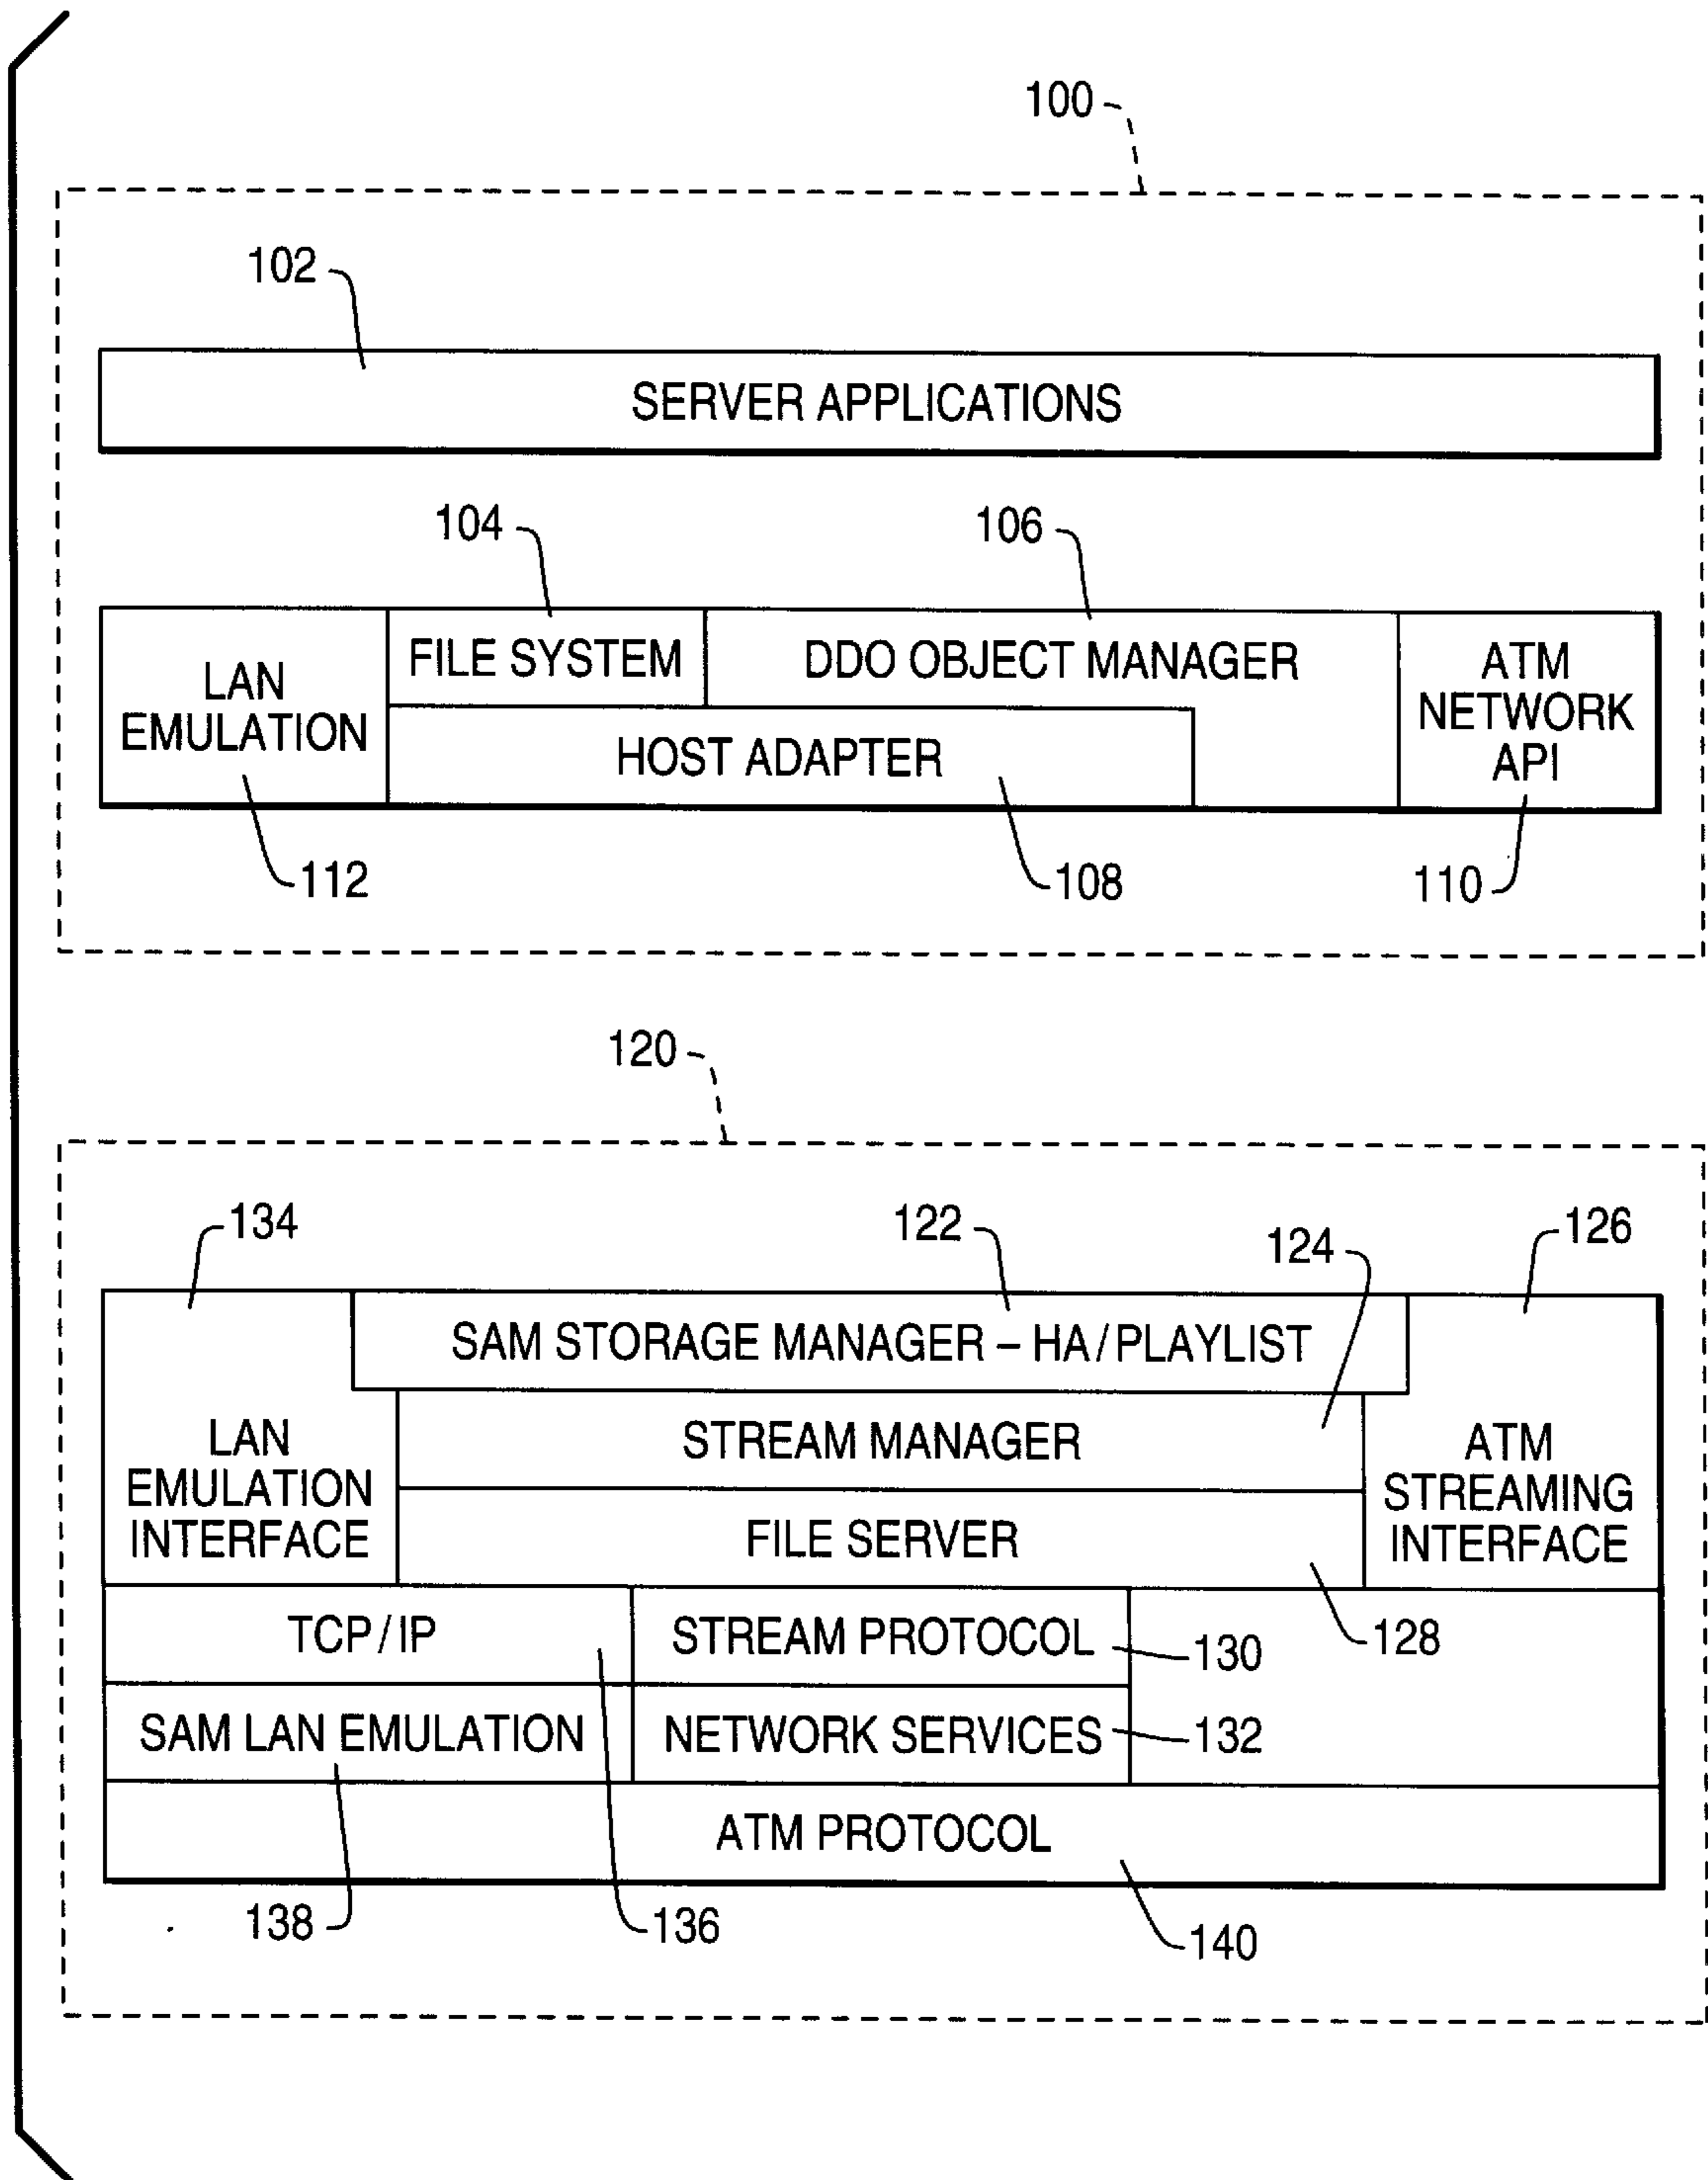 100
102
SERVER APPLICATIONS
104
106
LAN
EMULATION
FILE SYSTEM
DDO OBJECT MANAGER
HOST ADAPTER
ATM
NETWORK
API
112
108
110
120
134
122
124
126
SAM STORAGE MANAGER – HA/PLAYLIST
LAN
EMULATION
INTERFACE
STREAM MANAGER
FILE SERVER
ATM
STREAMING
INTERFACE
TCP/IP
STREAM PROTOCOL
130
128
SAM LAN EMULATION
NETWORK SERVICES
132
ATM PROTOCOL
138
136
140